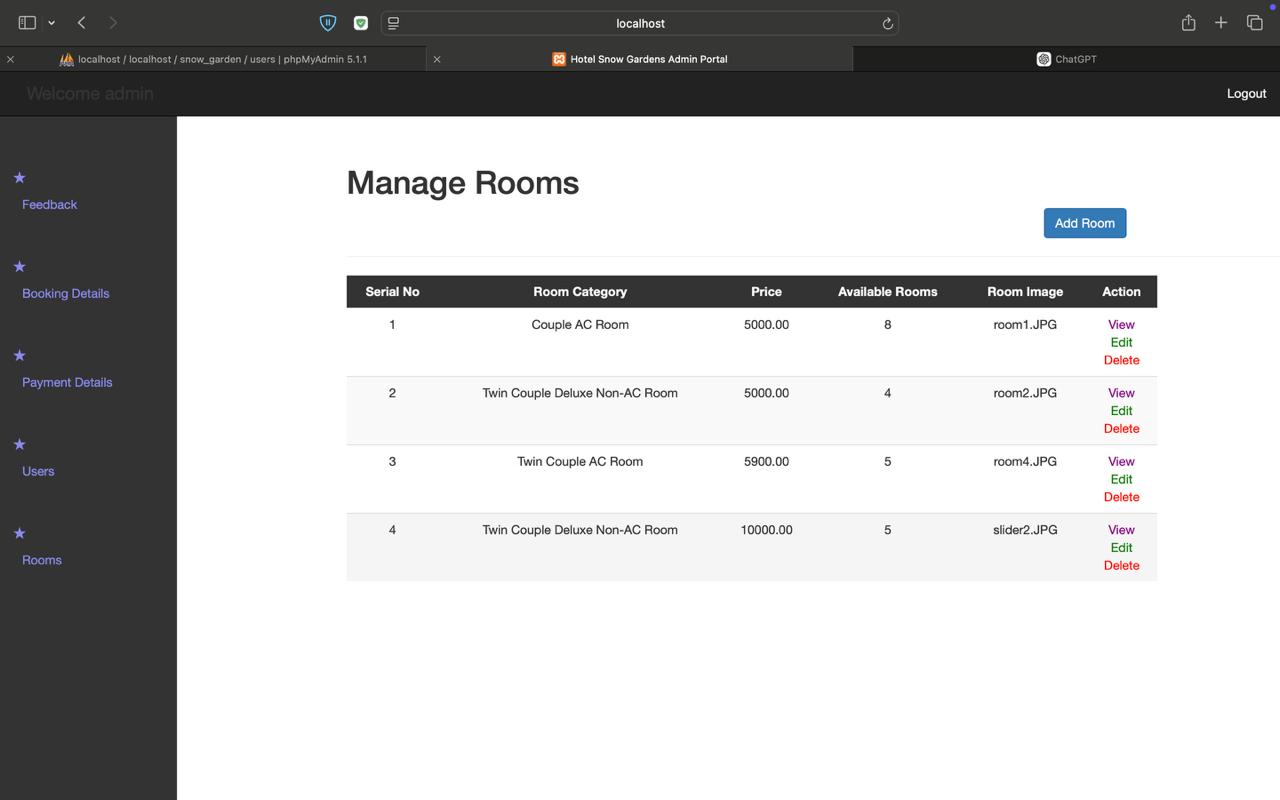 localhost
localhost / localhost / snow_garden / users | phpMyAdmin 5.1.1
Hotel Snow Gardens Admin Portal
ChatGPT
Welcome admin
Logout
Feedback
Booking Details
Payment Details
Users
Rooms
Manage Rooms
Add Room
Serial No Room Category Price Available Rooms Room Image Action
1 Couple AC Room 5000.00 8 room1.JPG View
Edit
Delete
2 Twin Couple Deluxe Non-AC Room 5000.00 4 room2.JPG View
Edit
Delete
3 Twin Couple AC Room 5900.00 5 room4.JPG View
Edit
Delete
4 Twin Couple Deluxe Non-AC Room 10000.00 5 slider2.JPG View
Edit
Delete